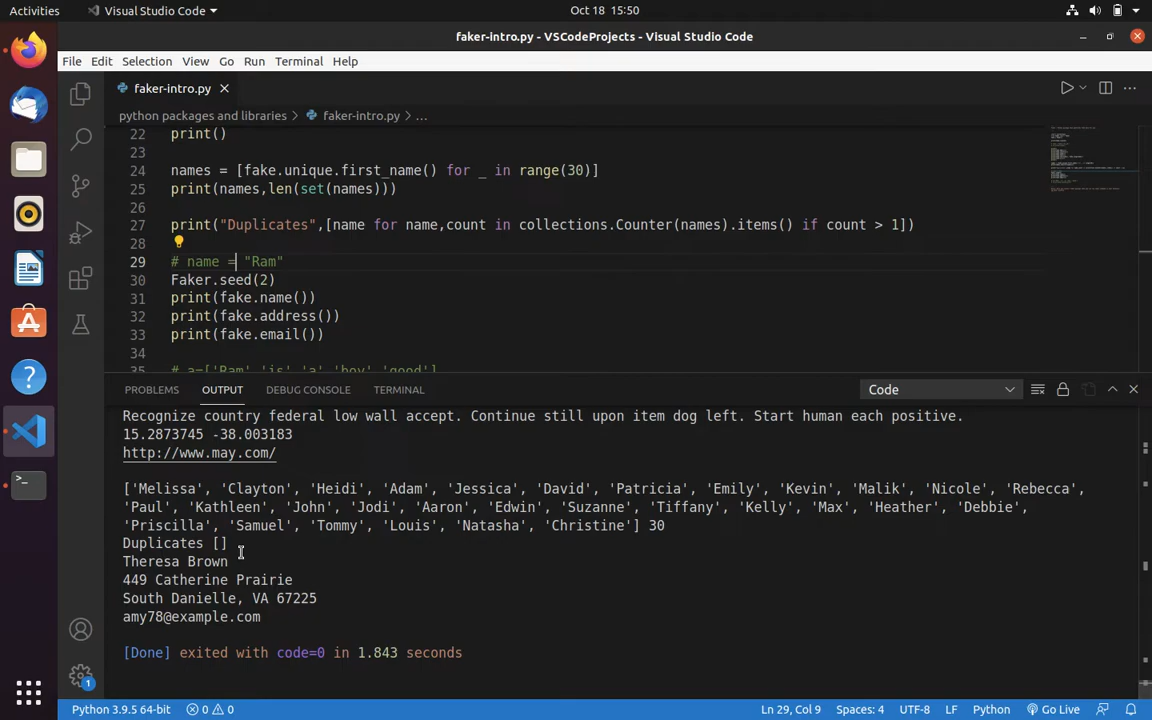 Activities
Visual Studio Code
Oct 18 15:50
faker-intro.py - VSCodeProjects - Visual Studio Code
File Edit Selection View Go Run Terminal Help
faker-intro.py
python packages and libraries > faker-intro.py > ...
22 print()
23
24 names = [fake.unique.first_name() for _ in range(30)]
25 print(names,len(set(names)))
26
27 print("Duplicates",[name for name,count in collections.Counter(names).items() if count > 1])
28
29 # name = "Ram"
30 Faker.seed(2)
31 print(fake.name())
32 print(fake.address())
33 print(fake.email())
34
35 # a=['Ram','is','a','boy','good']
PROBLEMS OUTPUT DEBUG CONSOLE TERMINAL Code
Recognize country federal low wall accept. Continue still upon item dog left. Start human each positive.
15.2873745 -38.003183
http://www.may.com/
['Melissa', 'Clayton', 'Heidi', 'Adam', 'Jessica', 'David', 'Patricia', 'Emily', 'Kevin', 'Malik', 'Nicole', 'Rebecca',
'Paul', 'Kathleen', 'John', 'Jodi', 'Aaron', 'Edwin', 'Suzanne', 'Tiffany', 'Kelly', 'Max', 'Heather', 'Debbie',
'Priscilla', 'Samuel', 'Tommy', 'Louis', 'Natasha', 'Christine'] 30
Duplicates []
Theresa Brown
449 Catherine Prairie
South Danielle, VA 67225
amy78@example.com
[Done] exited with code=0 in 1.843 seconds
1
Python 3.9.5 64-bit 0 0 Ln 29, Col 9 Spaces: 4 UTF-8 LF Python Go Live